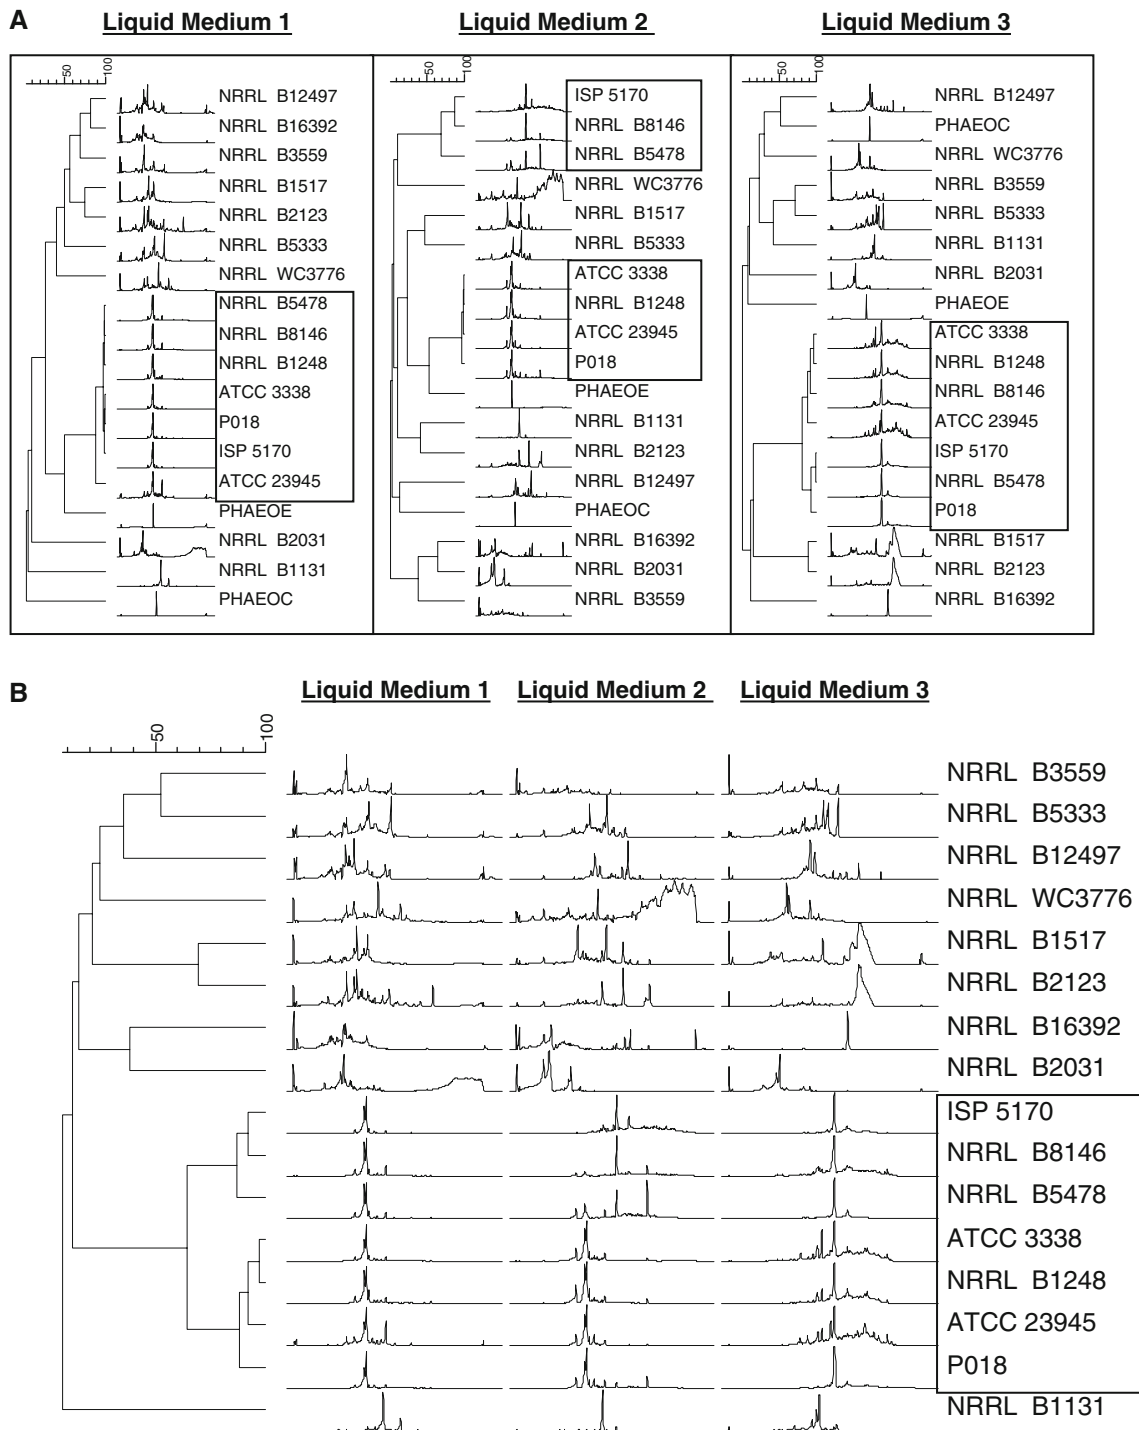 A
Liquid Medium 1
Liquid Medium 2
Liquid Medium 3
50
100
NRRL B12497
NRRL B16392
NRRL B3559
NRRL B1517
NRRL B2123
NRRL B5333
NRRL WC3776
NRRL B5478
NRRL B8146
NRRL B1248
ATCC 3338
P018
ISP 5170
ATCC 23945
PHAEOE
NRRL B2031
NRRL B1131
PHAEOC
50
100
ISP 5170
NRRL B8146
NRRL B5478
NRRL WC3776
NRRL B1517
NRRL B5333
ATCC 3338
NRRL B1248
ATCC 23945
P018
PHAEOE
NRRL B1131
NRRL B2123
NRRL B12497
PHAEOC
NRRL B16392
NRRL B2031
NRRL B3559
50
100
NRRL B12497
PHAEOC
NRRL WC3776
NRRL B3559
NRRL B5333
NRRL B1131
NRRL B2031
PHAEOE
ATCC 3338
NRRL B1248
NRRL B8146
ATCC 23945
ISP 5170
NRRL B5478
P018
NRRL B1517
NRRL B2123
NRRL B16392
B
Liquid Medium 1
Liquid Medium 2
Liquid Medium 3
50
100
NRRL B3559
NRRL B5333
NRRL B12497
NRRL WC3776
NRRL B1517
NRRL B2123
NRRL B16392
NRRL B2031
ISP 5170
NRRL B8146
NRRL B5478
ATCC 3338
NRRL B1248
ATCC 23945
P018
NRRL B1131